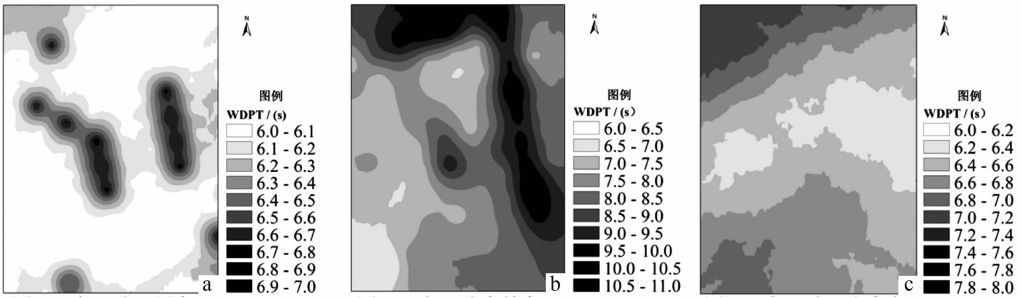 N
图例
WDPT / (s)
6.0 - 6.1
6.1 - 6.2
6.2 - 6.3
6.3 - 6.4
6.4 - 6.5
6.5 - 6.6
6.6 - 6.7
6.7 - 6.8
6.8 - 6.9
6.9 - 7.0
a
N
图例
WDPT / (s)
6.0 - 6.5
6.5 - 7.0
7.0 - 7.5
7.5 - 8.0
8.0 - 8.5
8.5 - 9.0
9.0 - 9.5
9.5 - 10.0
10.0 - 10.5
10.5 - 11.0
b
N
图例
WDPT / (s)
6.0 - 6.2
6.2 - 6.4
6.4 - 6.6
6.6 - 6.8
6.8 - 7.0
7.0 - 7.2
7.2 - 7.4
7.4 - 7.6
7.6 - 7.8
7.8 - 8.0
c